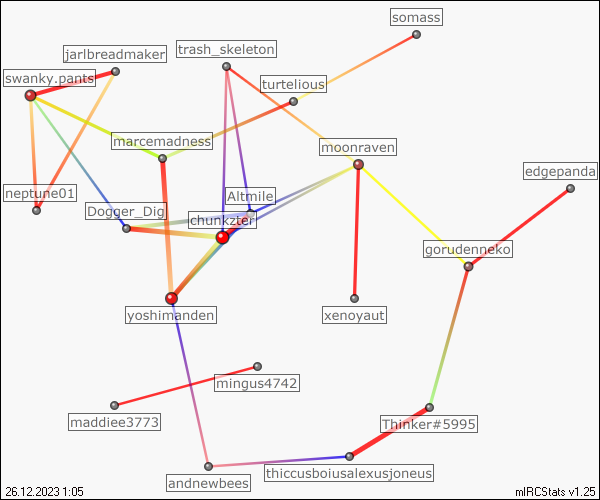 somass
jarlbreadmaker
trash_skeleton
swanky.pants
turtelious
marcemadness
moonraven
edgepanda
neptune01
Altmile
Dogger_Dig
chunkzter
gorudenneko
yoshimanden
xenoyaut
mingus4742
maddiee3773
Thinker#5995
thiccusboiusalexusjoneus
andnewbees
26.12.2023 1:05
mIRCStats v1.25